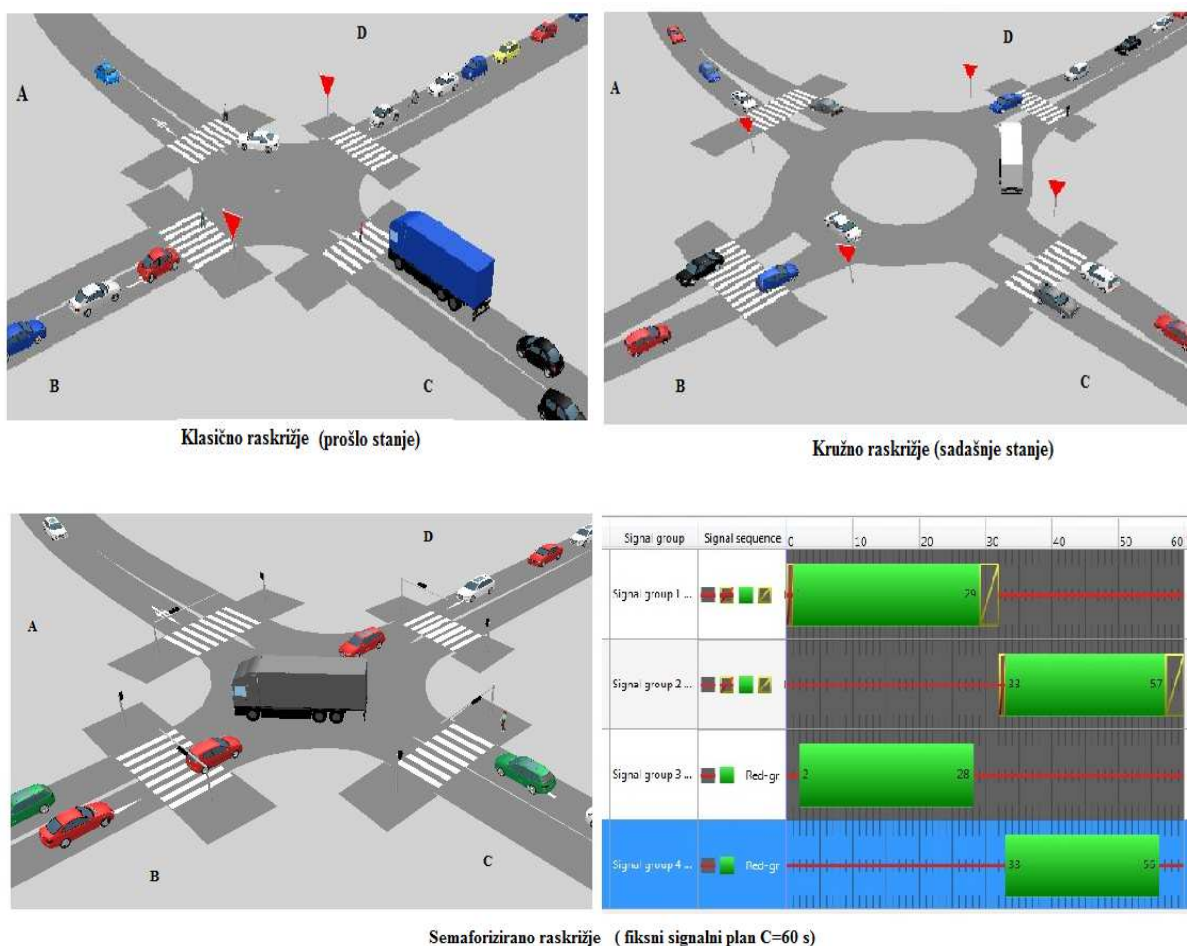 D
A
B
C
Klasično raskrižje (prošlo stanje)
D
A
B
C
Kružno raskrižje (sadašnje stanje)
D
A
B
C
Signal group Signal sequence 0 10 20 30 40 50 60
Signal group 1 ... 29
Signal group 2 ... 33 57
Signal group 3 ... Red-gr 2 28
Signal group 4 ... Red-gr 33
Semaforizirano raskrižje ( fiksni signalni plan C=60 s)